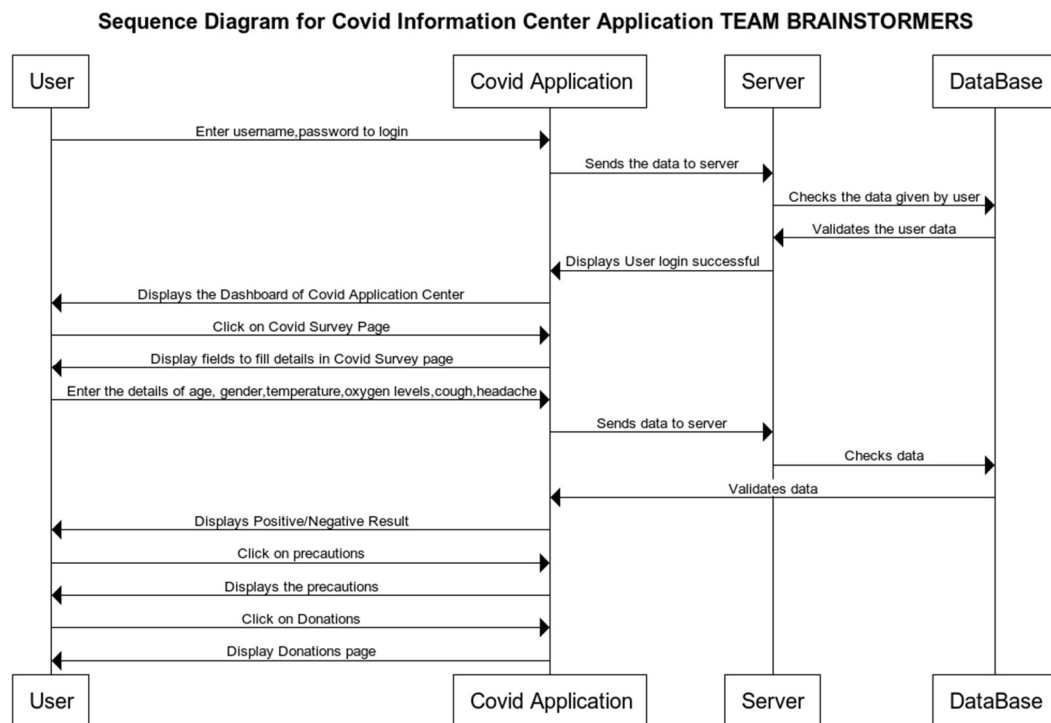 Sequence Diagram for Covid Information Center Application TEAM BRAINSTORMERS
User
Covid Application
Server
DataBase
Enter username,password to login
Sends the data to server
Checks the data given by user
Validates the user data
Displays User login successful
Displays the Dashboard of Covid Application Center
Click on Covid Survey Page
Display fields to fill details in Covid Survey page
Enter the details of age, gender,temperature,oxygen levels,cough,headache
Sends data to server
Checks data
Validates data
Displays Positive/Negative Result
Click on precautions
Displays the precautions
Click on Donations
Display Donations page
User
Covid Application
Server
DataBase